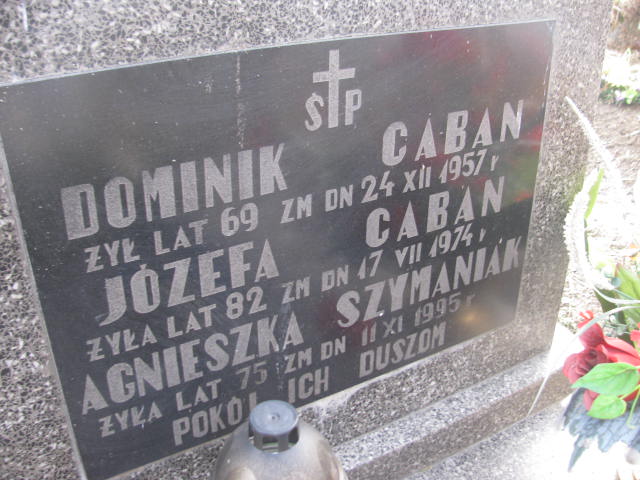 ŚP
DOMINIK CABAN
ŻYŁ LAT 69 ZM DN 24 XII 1957 r
JÓZEFA CABAN
ŻYŁA LAT 82 ZM DN 17 VII 1974 r
AGNIESZKA SZYMANIAK
ŻYŁA LAT 75 ZM DN 11 XI 1995 r
POKÓJ ICH DUSZOM